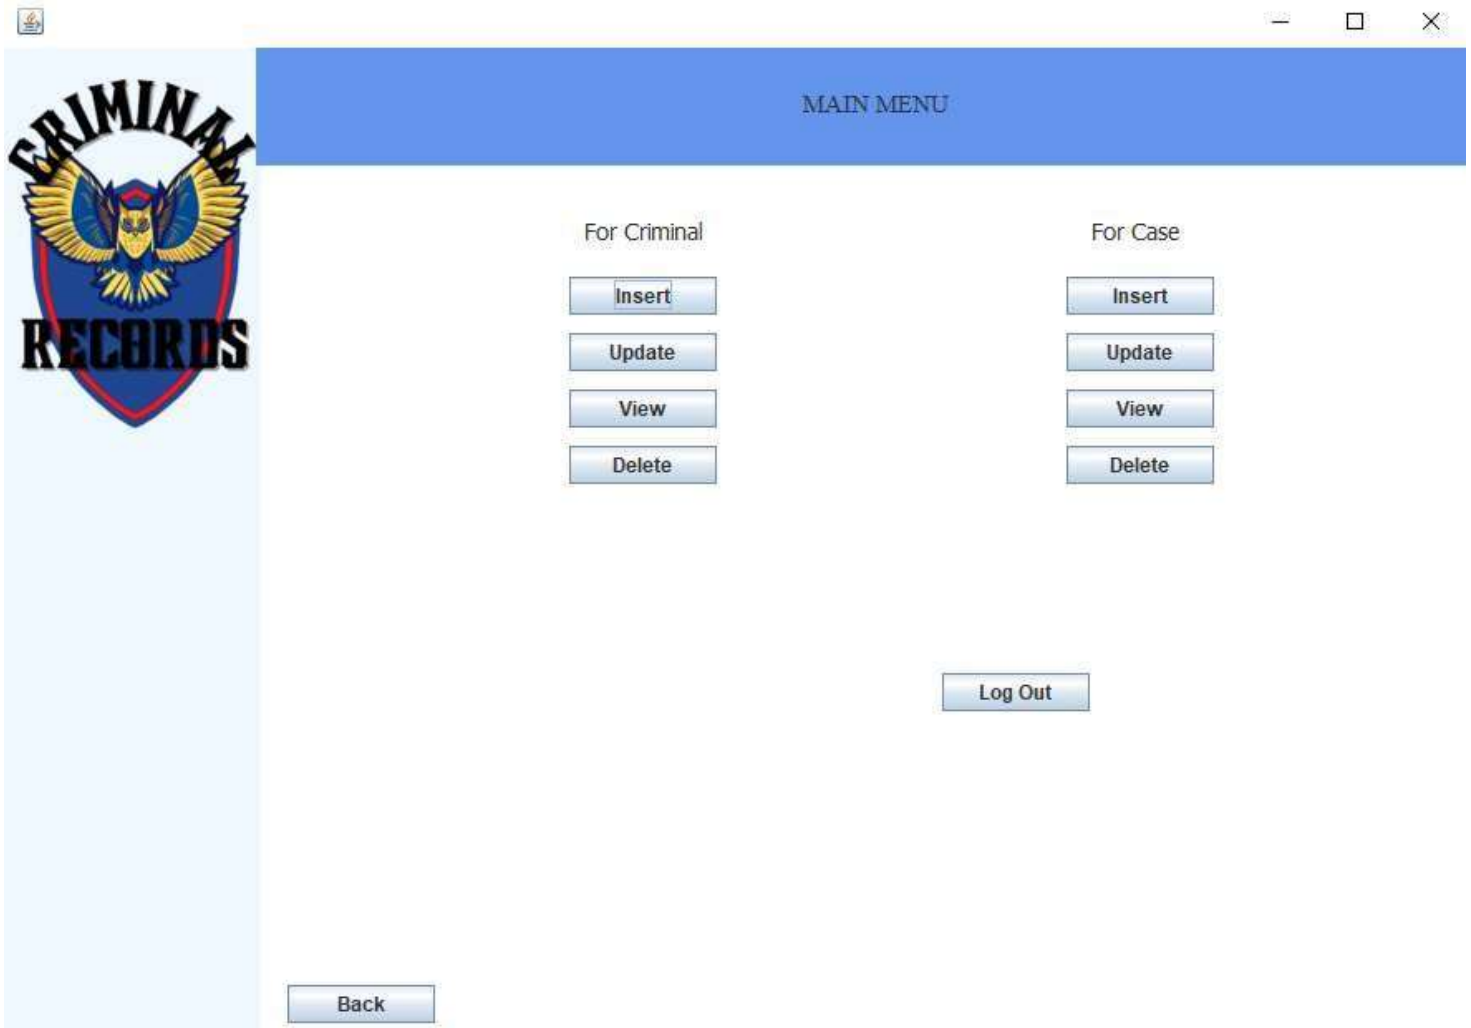 CRIMINAL
RECORDS
MAIN MENU
For Criminal
Insert
Update
View
Delete
For Case
Insert
Update
View
Delete
Log Out
Back